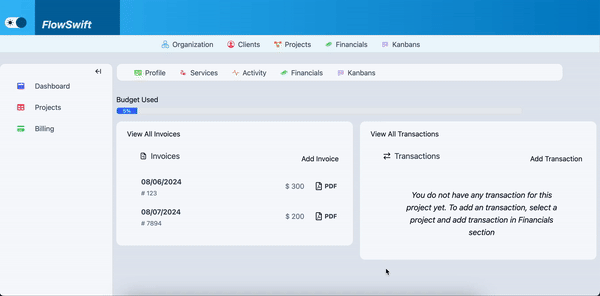 FlowSwift
Organization Clients Projects Financials Kanbans
Dashboard
Projects
Billing
Profile Services Activity Financials Kanbans
Budget Used
5%
View All Invoices
Invoices Add Invoice
08/06/2024
# 123
$ 300 PDF
08/07/2024
# 7894
$ 200 PDF
View All Transactions
Transactions Add Transaction
You do not have any transaction for this
project yet. To add an transaction, select a
project and add transaction in Financials
section